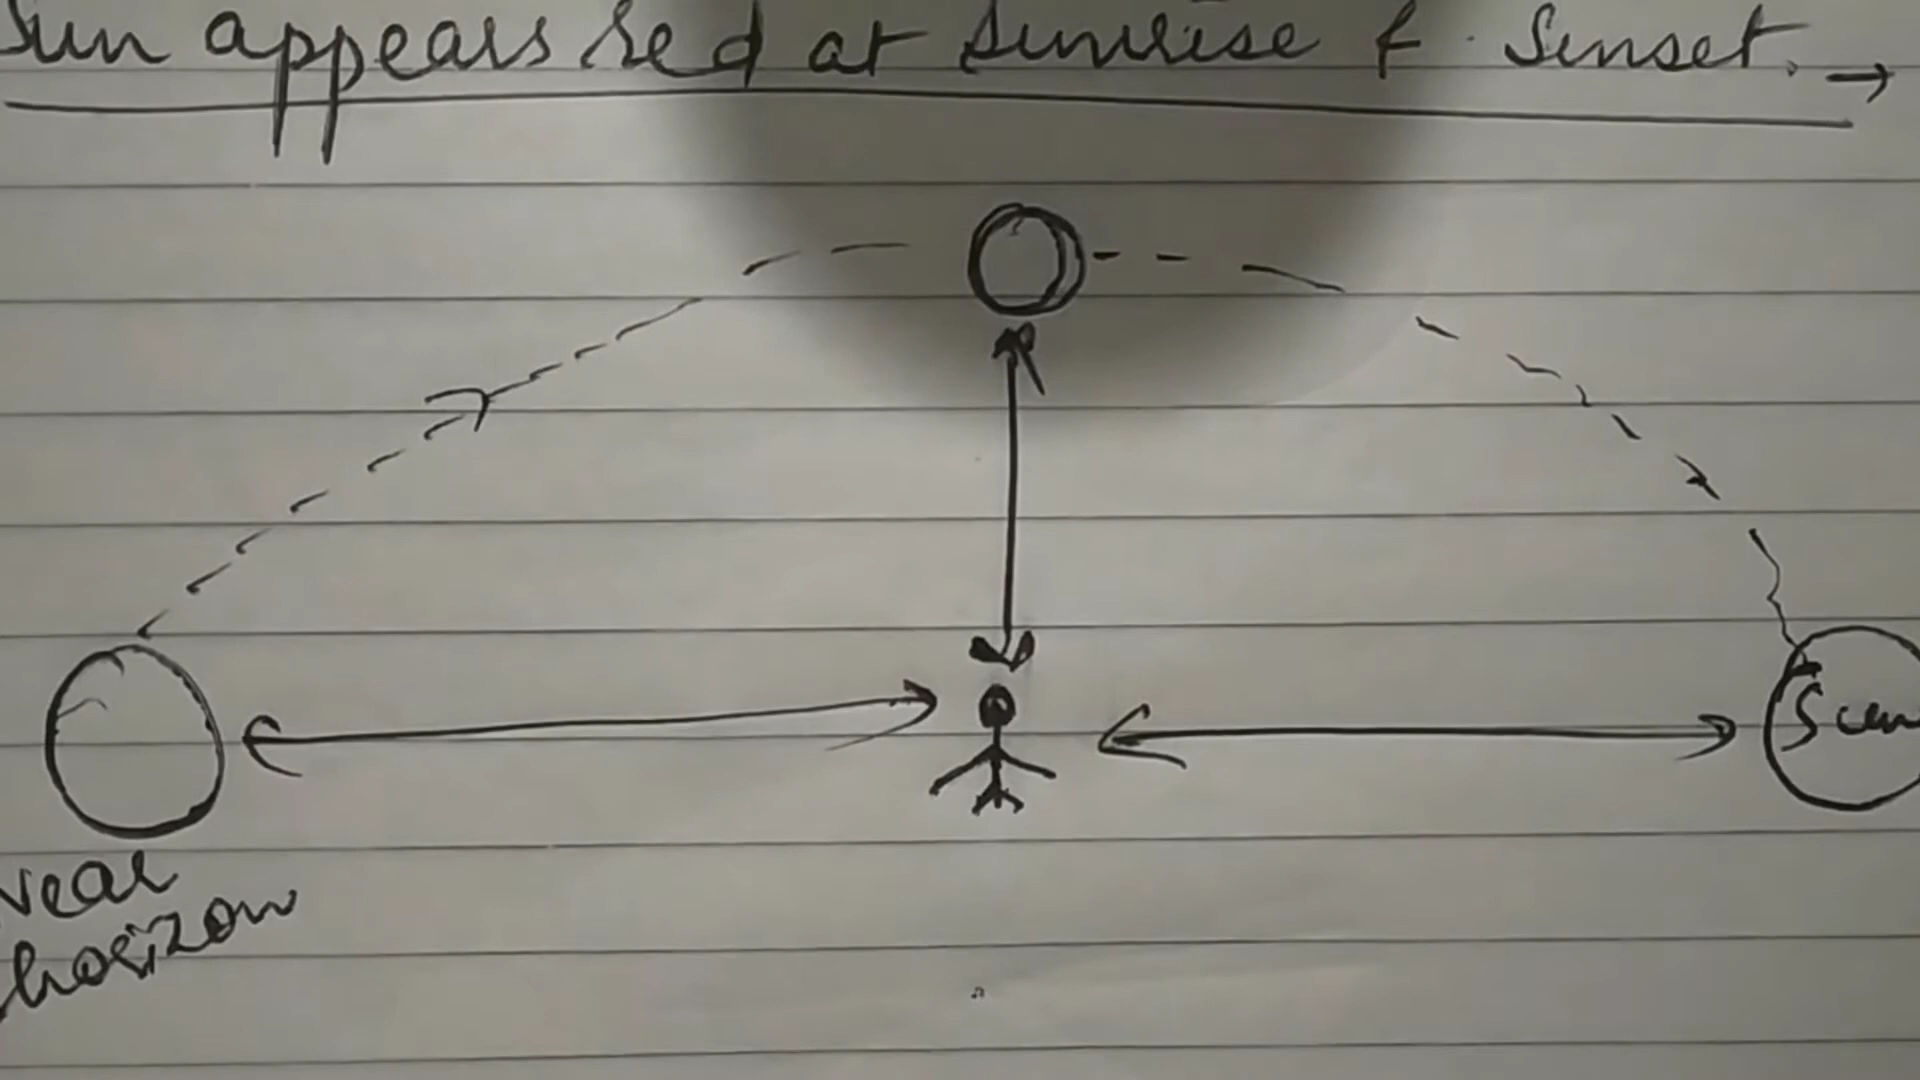 Sun appears red at Sunrise & Sunset. →
Sun
Near
horizon